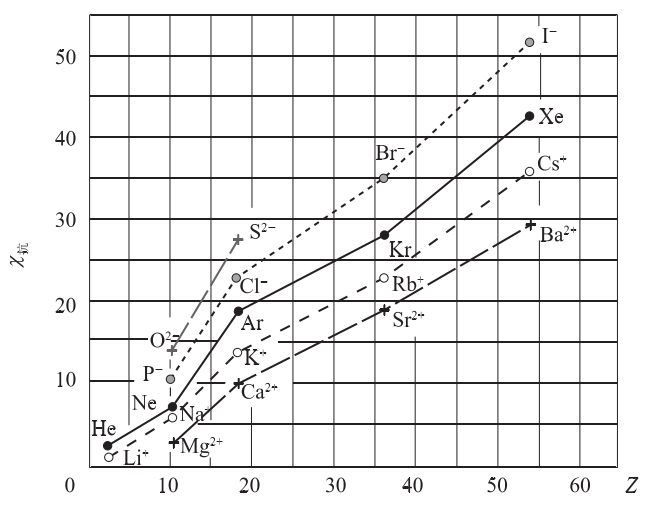 50
I⁻
Xe
40
Br⁻
Cs⁺
30
S²⁻
Ba²⁺
χ抗
Kr
Cl⁻
Rb⁺
20
Ar
Sr²⁺
O²⁻
K⁺
P⁻
10
Ca²⁺
Ne
Na⁺
He
Mg²⁺
Li⁺
0 10 20 30 40 50 60 Z